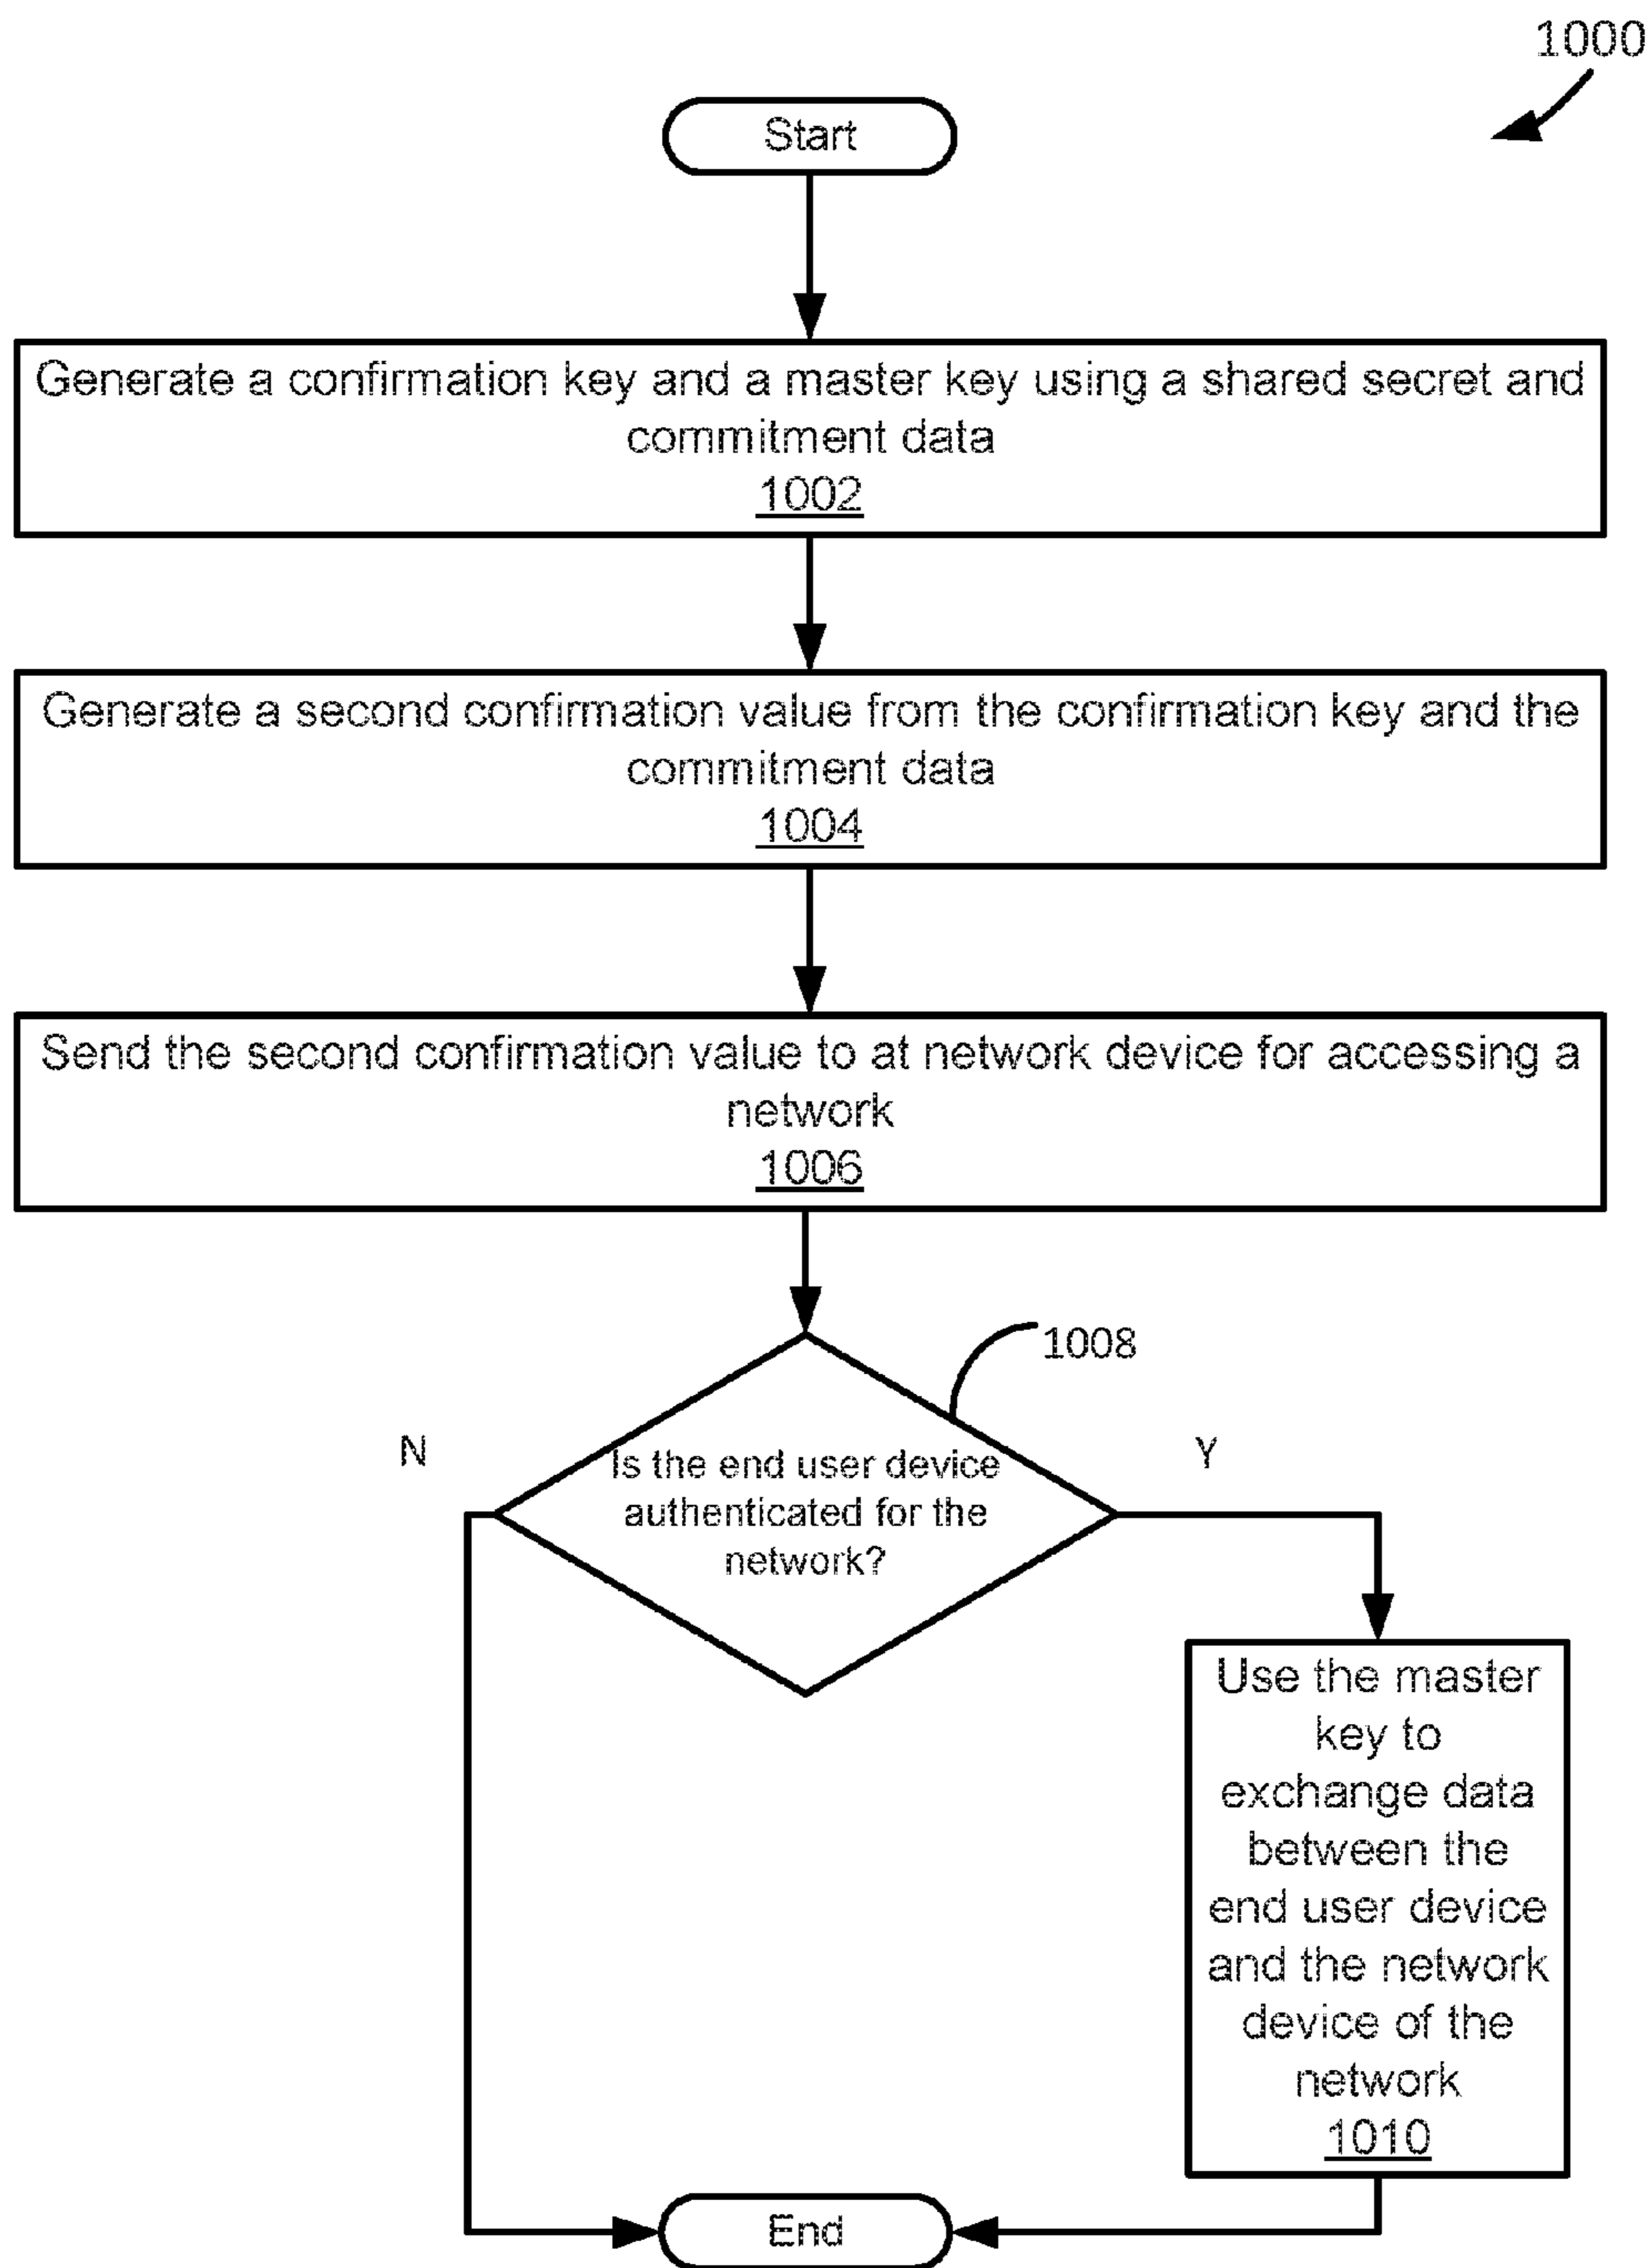 1000
Start
Generate a confirmation key and a master key using a shared secret and
commitment data
1002
Generate a second confirmation value from the confirmation key and the
commitment data
1004
Send the second confirmation value to at network device for accessing a
network
1006
1008
N
Y
Is the end user device
authenticated for the
network?
Use the master
key to
exchange data
between the
end user device
and the network
device of the
network
1010
End